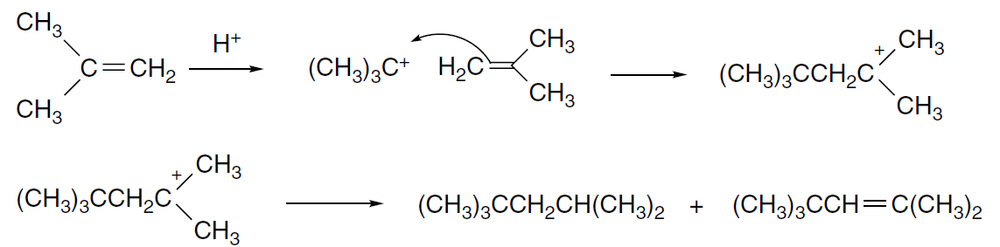 CH₃
H⁺
C=CH₂
CH₃
(CH₃)₃C⁺
H₂C
CH₃
CH₃
(CH₃)₃CCH₂C
+
CH₃
CH₃
(CH₃)₃CCH₂C
+
CH₃
CH₃
(CH₃)₃CCH₂CH(CH₃)₂ + (CH₃)₃CCH=C(CH₃)₂